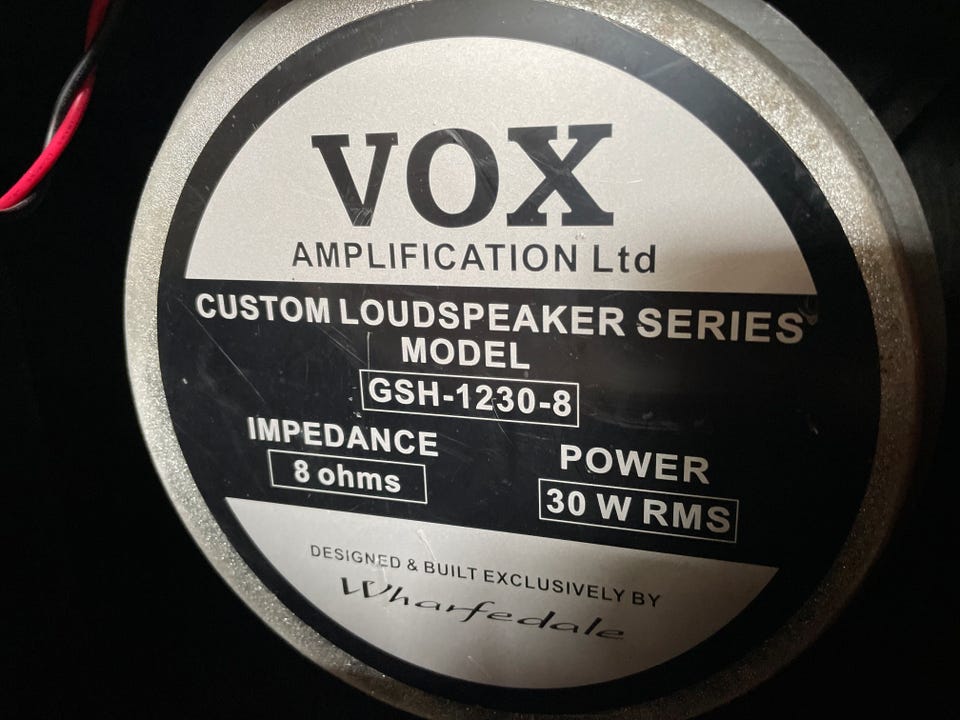 VOX
AMPLIFICATION Ltd
CUSTOM LOUDSPEAKER SERIES
MODEL
GSH-1230-8
IMPEDANCE
8 ohms
POWER
30 W RMS
DESIGNED & BUILT EXCLUSIVELY BY
Wharfedale